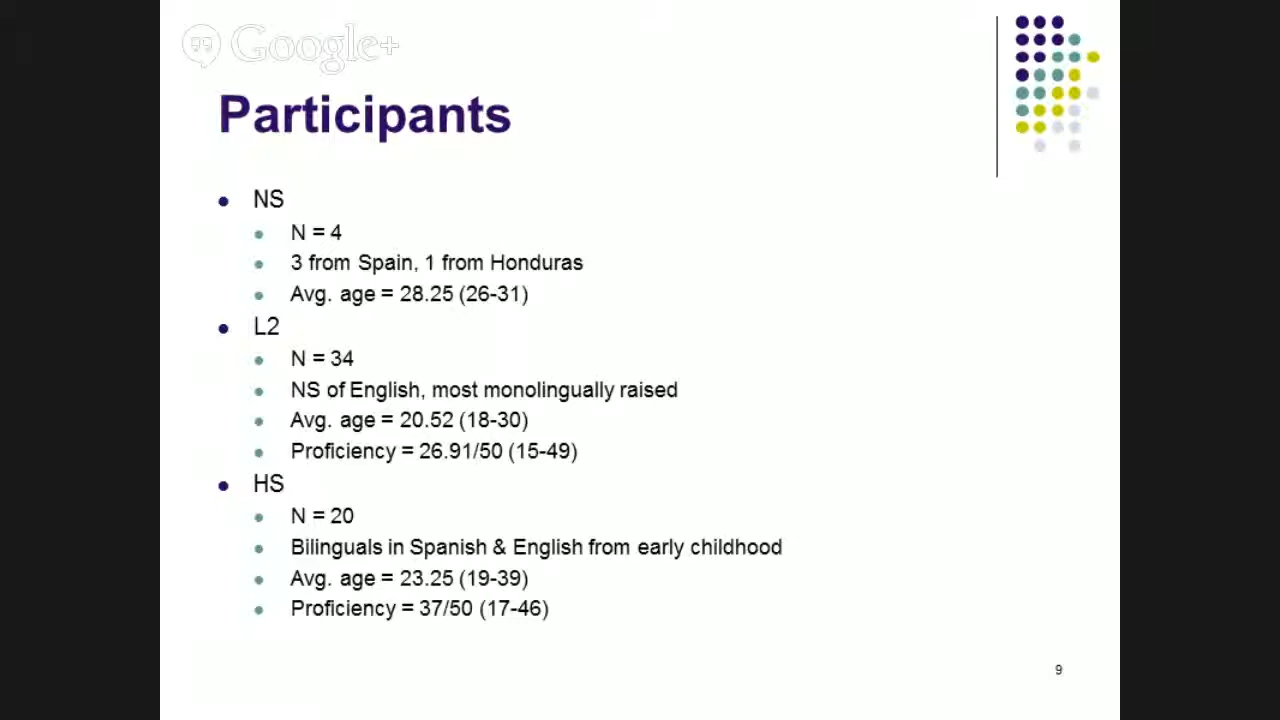 Google+
Participants
NS
N = 4
3 from Spain, 1 from Honduras
Avg. age = 28.25 (26-31)
L2
N = 34
NS of English, most monolingually raised
Avg. age = 20.52 (18-30)
Proficiency = 26.91/50 (15-49)
HS
N = 20
Bilinguals in Spanish & English from early childhood
Avg. age = 23.25 (19-39)
Proficiency = 37/50 (17-46)
9